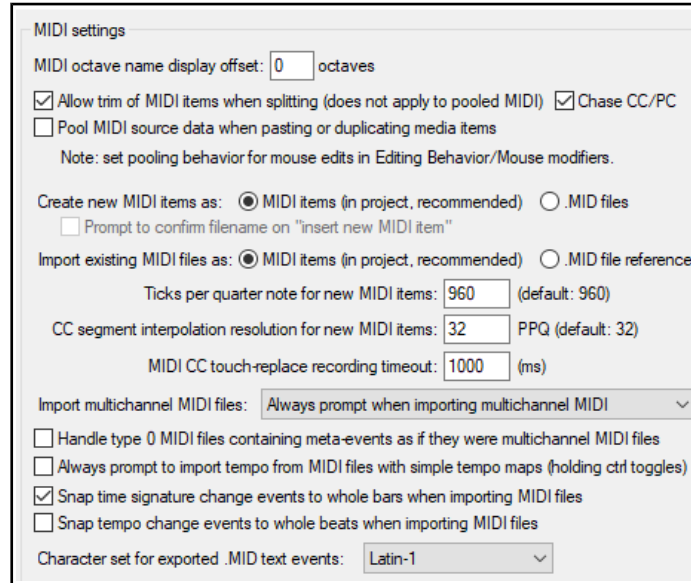 MIDI settings
MIDI octave name display offset: 0 octaves
Allow trim of MIDI items when splitting (does not apply to pooled MIDI) Chase CC/PC
Pool MIDI source data when pasting or duplicating media items
Note: set pooling behavior for mouse edits in Editing Behavior/Mouse modifiers.
Create new MIDI items as: MIDI items (in project, recommended) .MID files
Prompt to confirm filename on "insert new MIDI item"
Import existing MIDI files as: MIDI items (in project, recommended) .MID file reference
Ticks per quarter note for new MIDI items: 960 (default: 960)
CC segment interpolation resolution for new MIDI items: 32 PPQ (default: 32)
MIDI CC touch-replace recording timeout: 1000 (ms)
Import multichannel MIDI files: Always prompt when importing multichannel MIDI
Handle type 0 MIDI files containing meta-events as if they were multichannel MIDI files
Always prompt to import tempo from MIDI files with simple tempo maps (holding ctrl toggles)
Snap time signature change events to whole bars when importing MIDI files
Snap tempo change events to whole beats when importing MIDI files
Character set for exported .MID text events: Latin-1